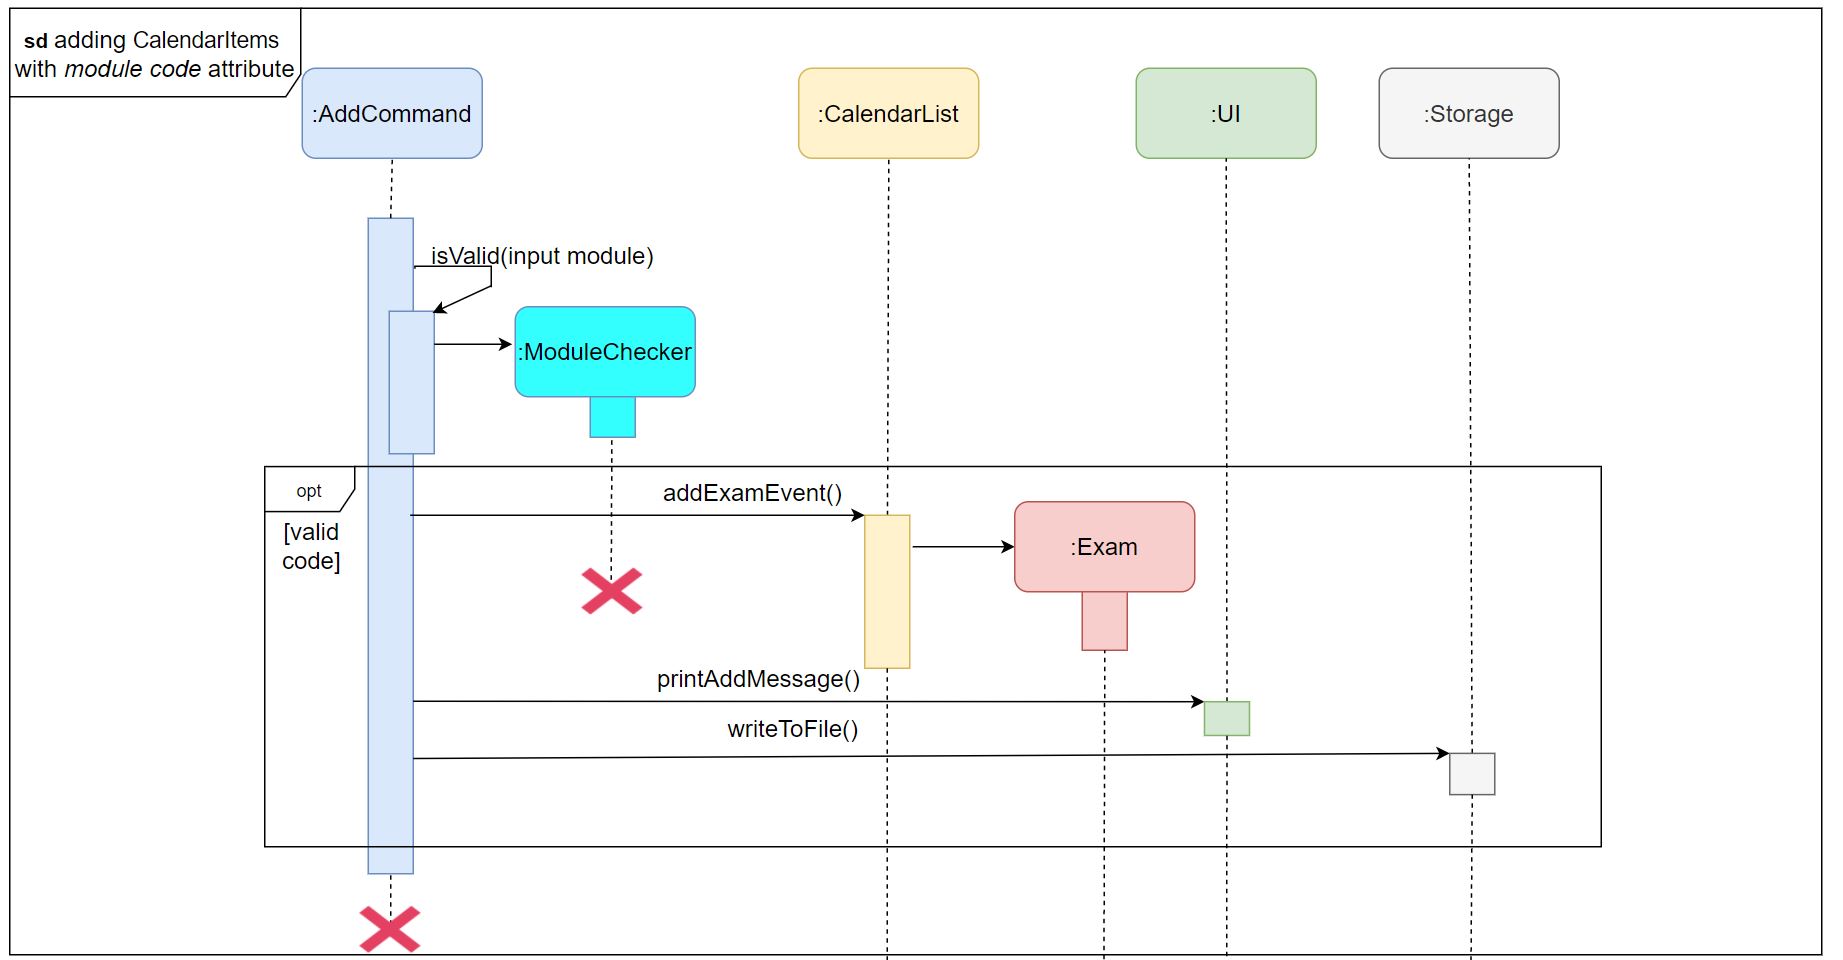 sd adding CalendarItems
with module code attribute
:AddCommand
:CalendarList
:UI
:Storage
isValid(input module)
:ModuleChecker
opt
[valid
code]
addExamEvent()
:Exam
printAddMessage()
writeToFile()